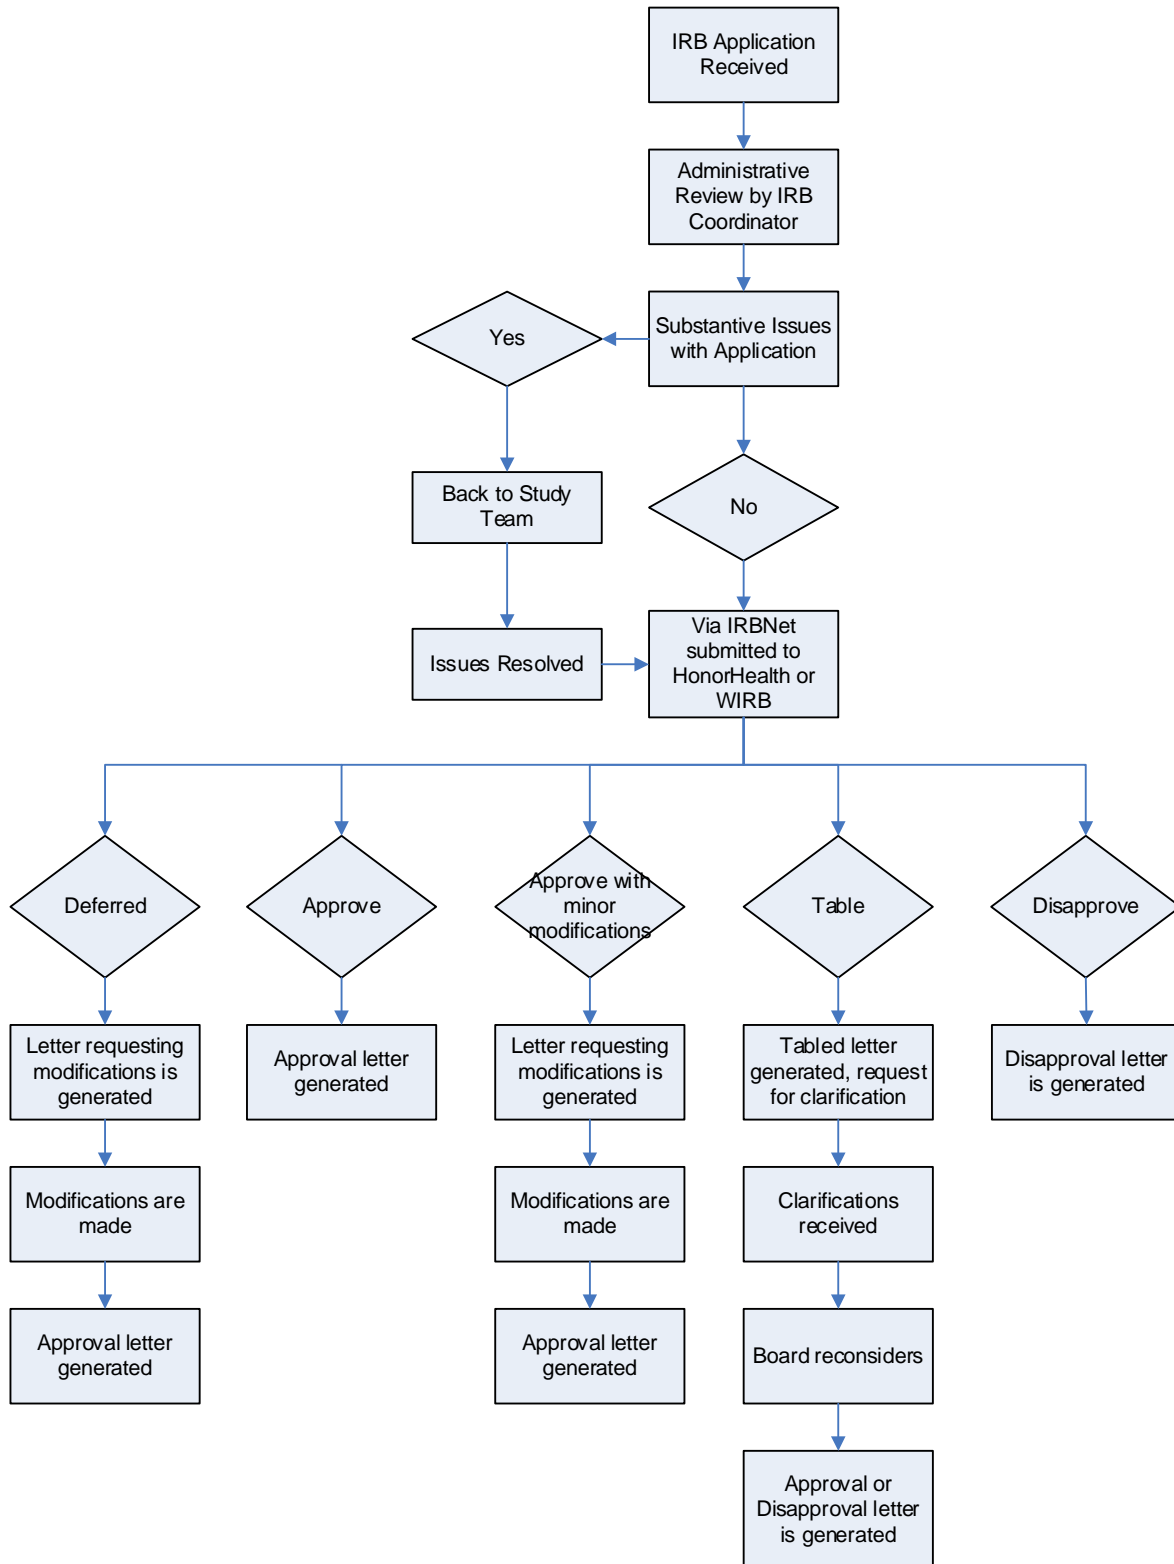 IRB Application
Received
Administrative
Review by IRB
Coordinator
Substantive Issues
with Application
Yes
No
Back to Study
Team
Issues Resolved
Via IRBNet
submitted to
HonorHealth or
WIRB
Deferred
Approve
Approve with
minor
modifications
Table
Disapprove
Letter requesting
modifications is
generated
Approval letter
generated
Letter requesting
modifications is
generated
Tabled letter
generated, request
for clarification
Disapproval letter
is generated
Modifications are
made
Modifications are
made
Clarifications
received
Approval letter
generated
Approval letter
generated
Board reconsiders
Approval or
Disapproval letter
is generated